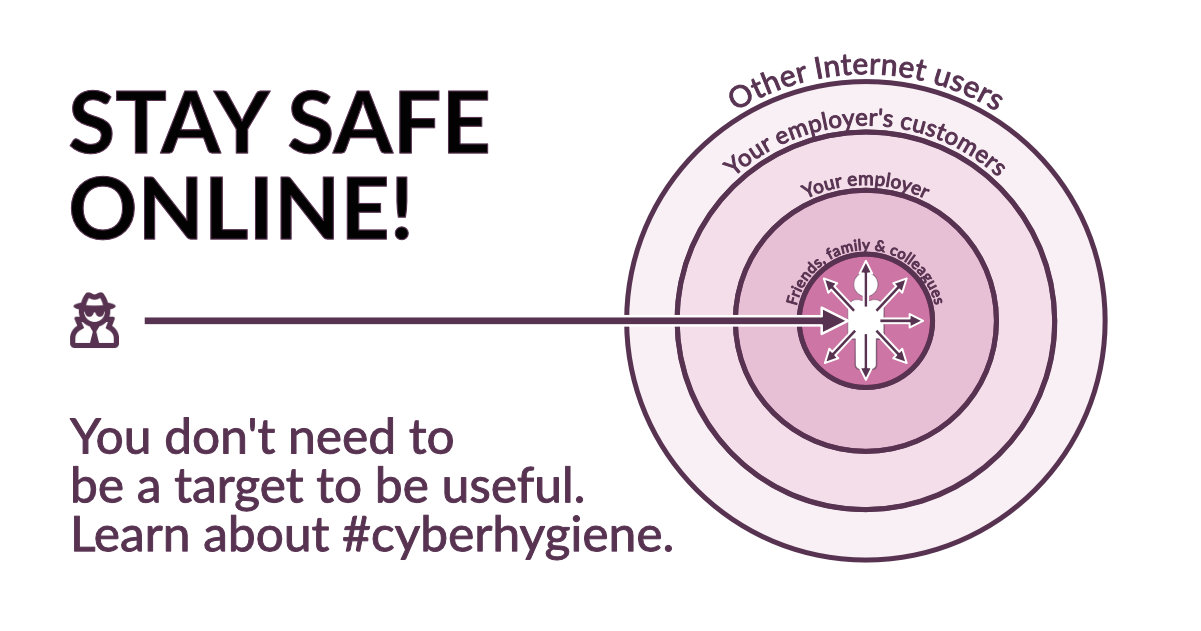 STAY SAFE
ONLINE!
You don't need to
be a target to be useful.
Learn about #cyberhygiene.
Other Internet users
Your employer's customers
Your employer
Friends, family & colleagues